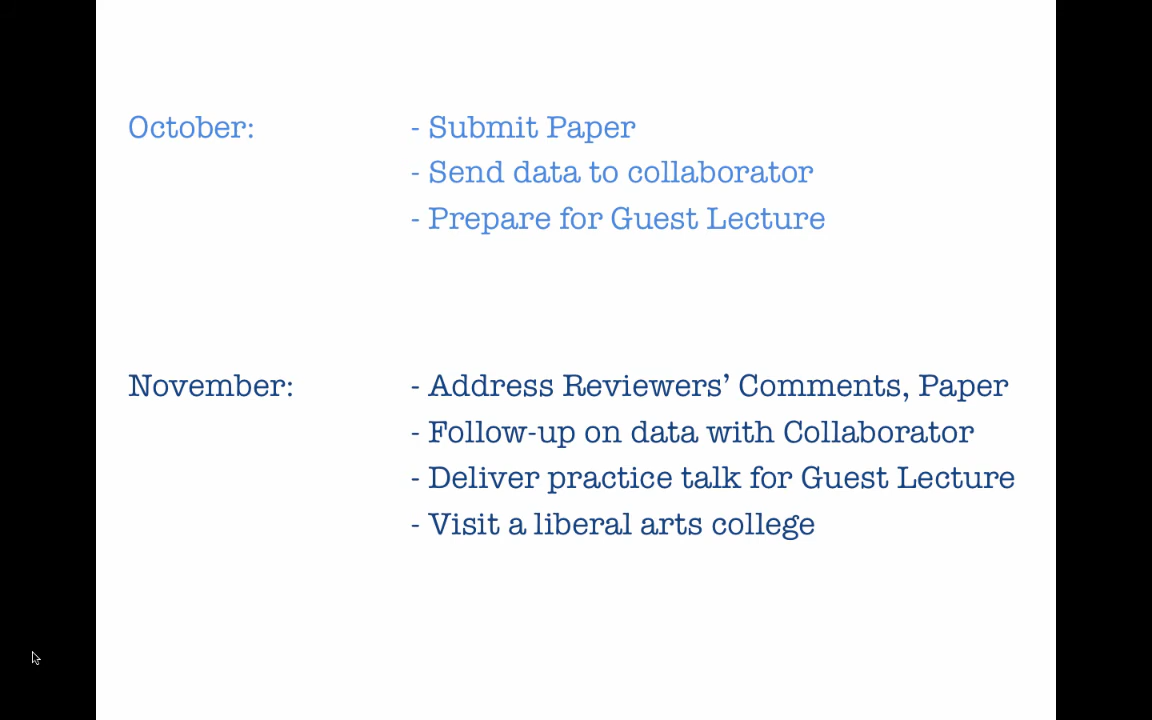 October: - Submit Paper
- Send data to collaborator
- Prepare for Guest Lecture
November: - Address Reviewers’ Comments, Paper
- Follow-up on data with Collaborator
- Deliver practice talk for Guest Lecture
- Visit a liberal arts college